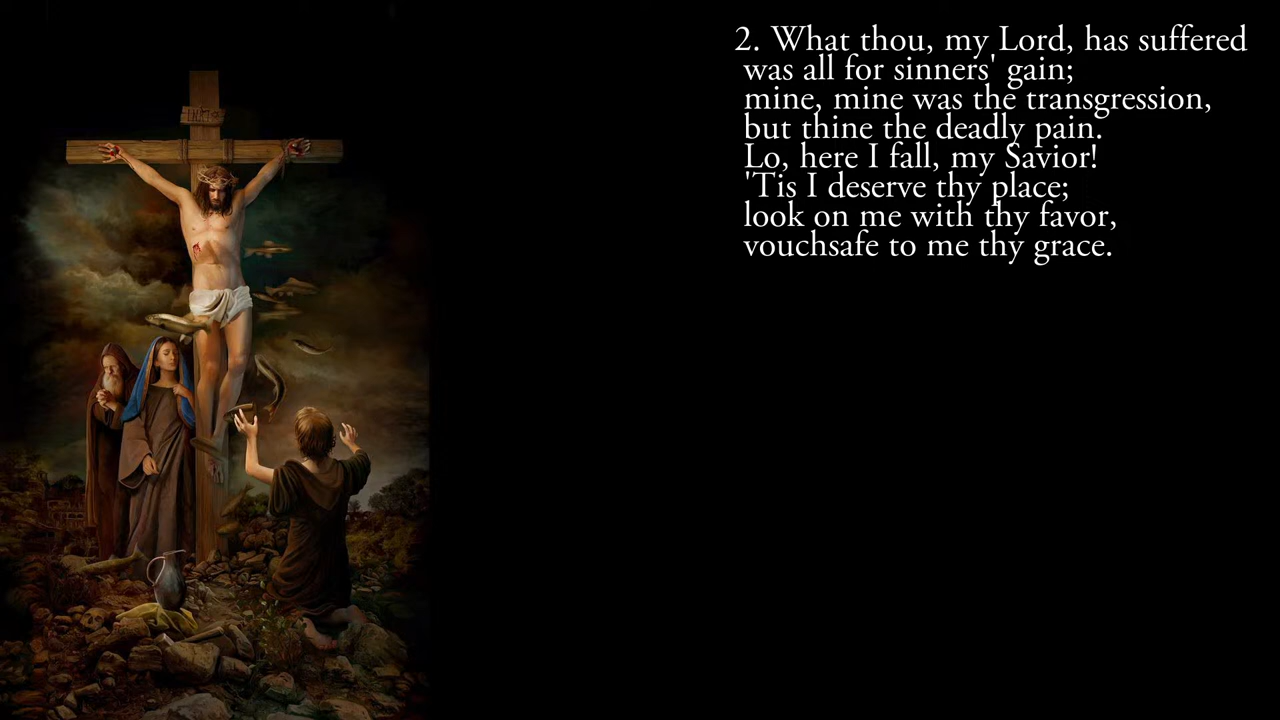 2. What thou, my Lord, has suffered
was all for sinners' gain;
mine, mine was the transgression,
but thine the deadly pain.
Lo, here I fall, my Savior!
'Tis I deserve thy place;
look on me with thy favor,
vouchsafe to me thy grace.